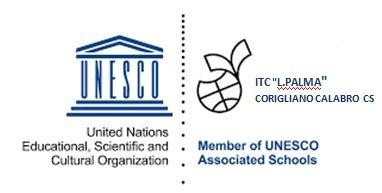 UNESCO
United Nations
Educational, Scientific and
Cultural Organization
ITC "L.PALMA"
CORIGLIANO CALABRO CS
Member of UNESCO
Associated Schools